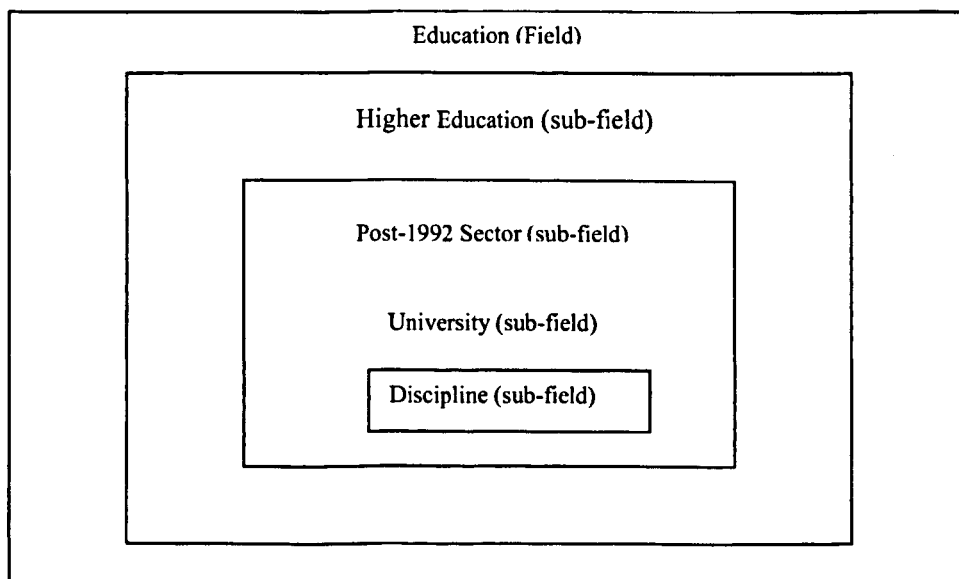 Education (Field)
Higher Education (sub-field)
Post-1992 Sector (sub-field)
University (sub-field)
Discipline (sub-field)